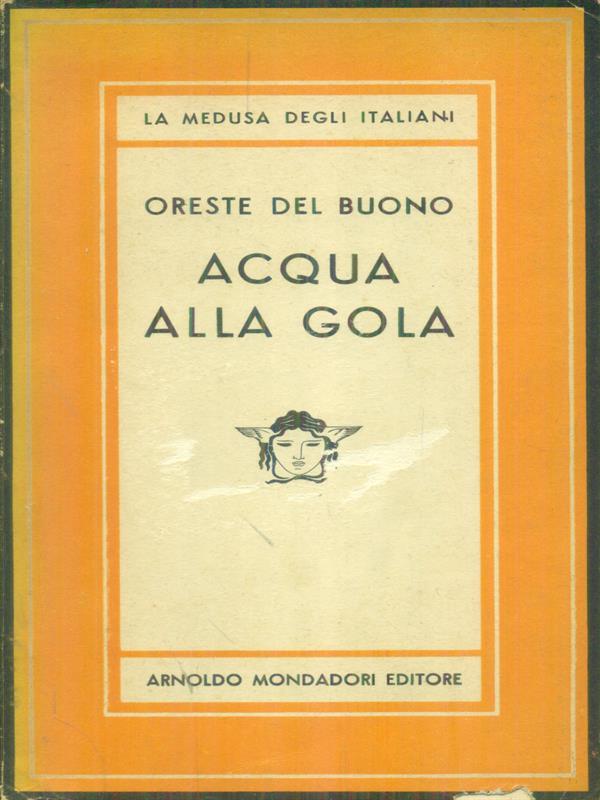 LA MEDUSA DEGLI ITALIANI
ORESTE DEL BUONO
ACQUA
ALLA GOLA
ARNOLDO MONDADORI EDITORE